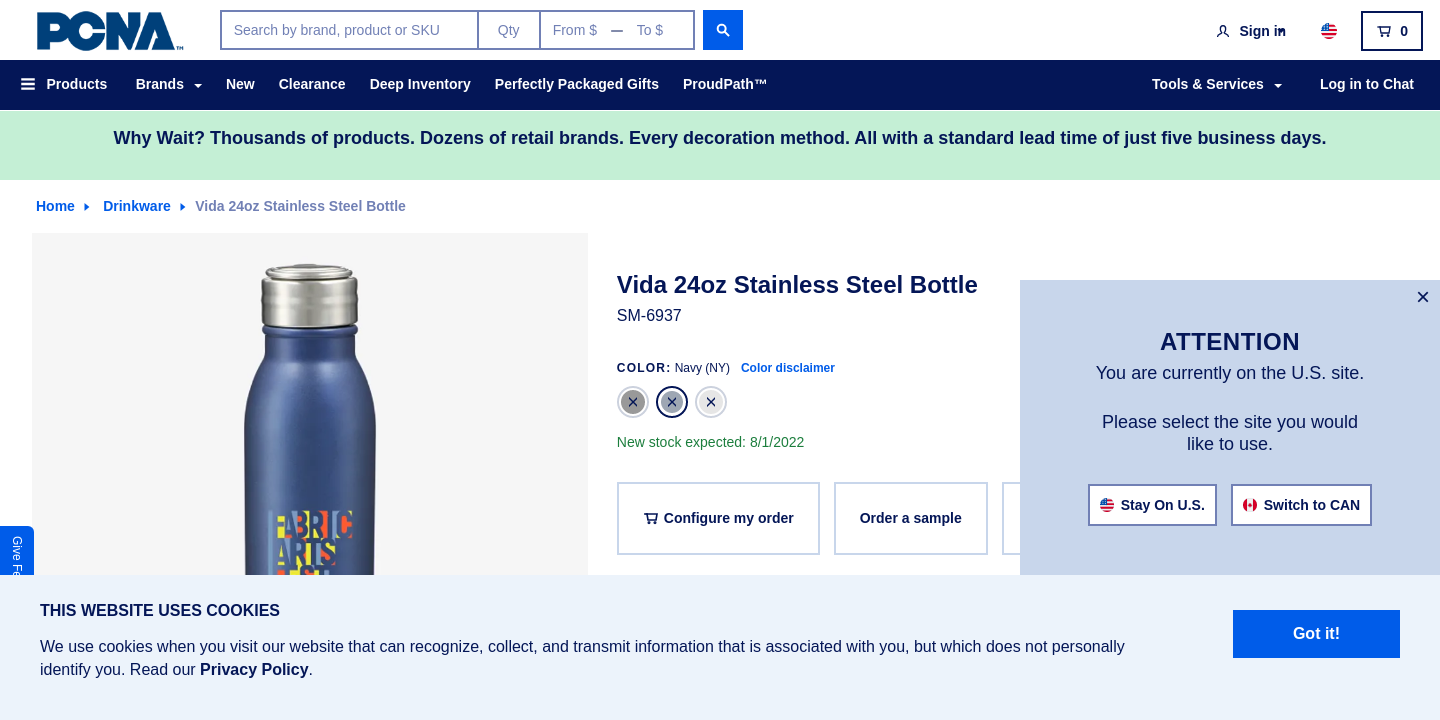 PCNA™
Search by brand, product or SKU
Qty
From $ — To $
Sign in
0
Products
Brands
New
Clearance
Deep Inventory
Perfectly Packaged Gifts
ProudPath™
Tools & Services
Log in to Chat
Why Wait? Thousands of products. Dozens of retail brands. Every decoration method. All with a standard lead time of just five business days.
Home
Drinkware
Vida 24oz Stainless Steel Bottle
FABRIC
ARTS
Vida 24oz Stainless Steel Bottle
SM-6937
COLOR: Navy (NY) Color disclaimer
New stock expected: 8/1/2022
Configure my order
Order a sample
×
ATTENTION
You are currently on the U.S. site.
Please select the site you would
like to use.
Stay On U.S.
Switch to CAN
Give
THIS WEBSITE USES COOKIES
We use cookies when you visit our website that can recognize, collect, and transmit information that is associated with you, but which does not personally
identify you. Read our Privacy Policy.
Got it!